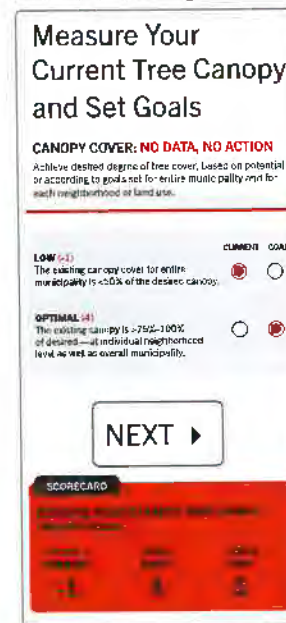 Measure Your
Current Tree Canopy
and Set Goals
CANOPY COVER: NO DATA, NO ACTION
Achieve desired degree of tree cover, based on potential
or according to goals set for entire municipality and for
each neighborhood or land use.
CURRENT GOAL
LOW (-1)
The existing canopy cover for entire
municipality is <50% of the desired canopy.
OPTIMAL (4)
The existing canopy is >75%-100%
of desired—at individual neighborhood
level as well as overall municipality.
NEXT
SCORECARD